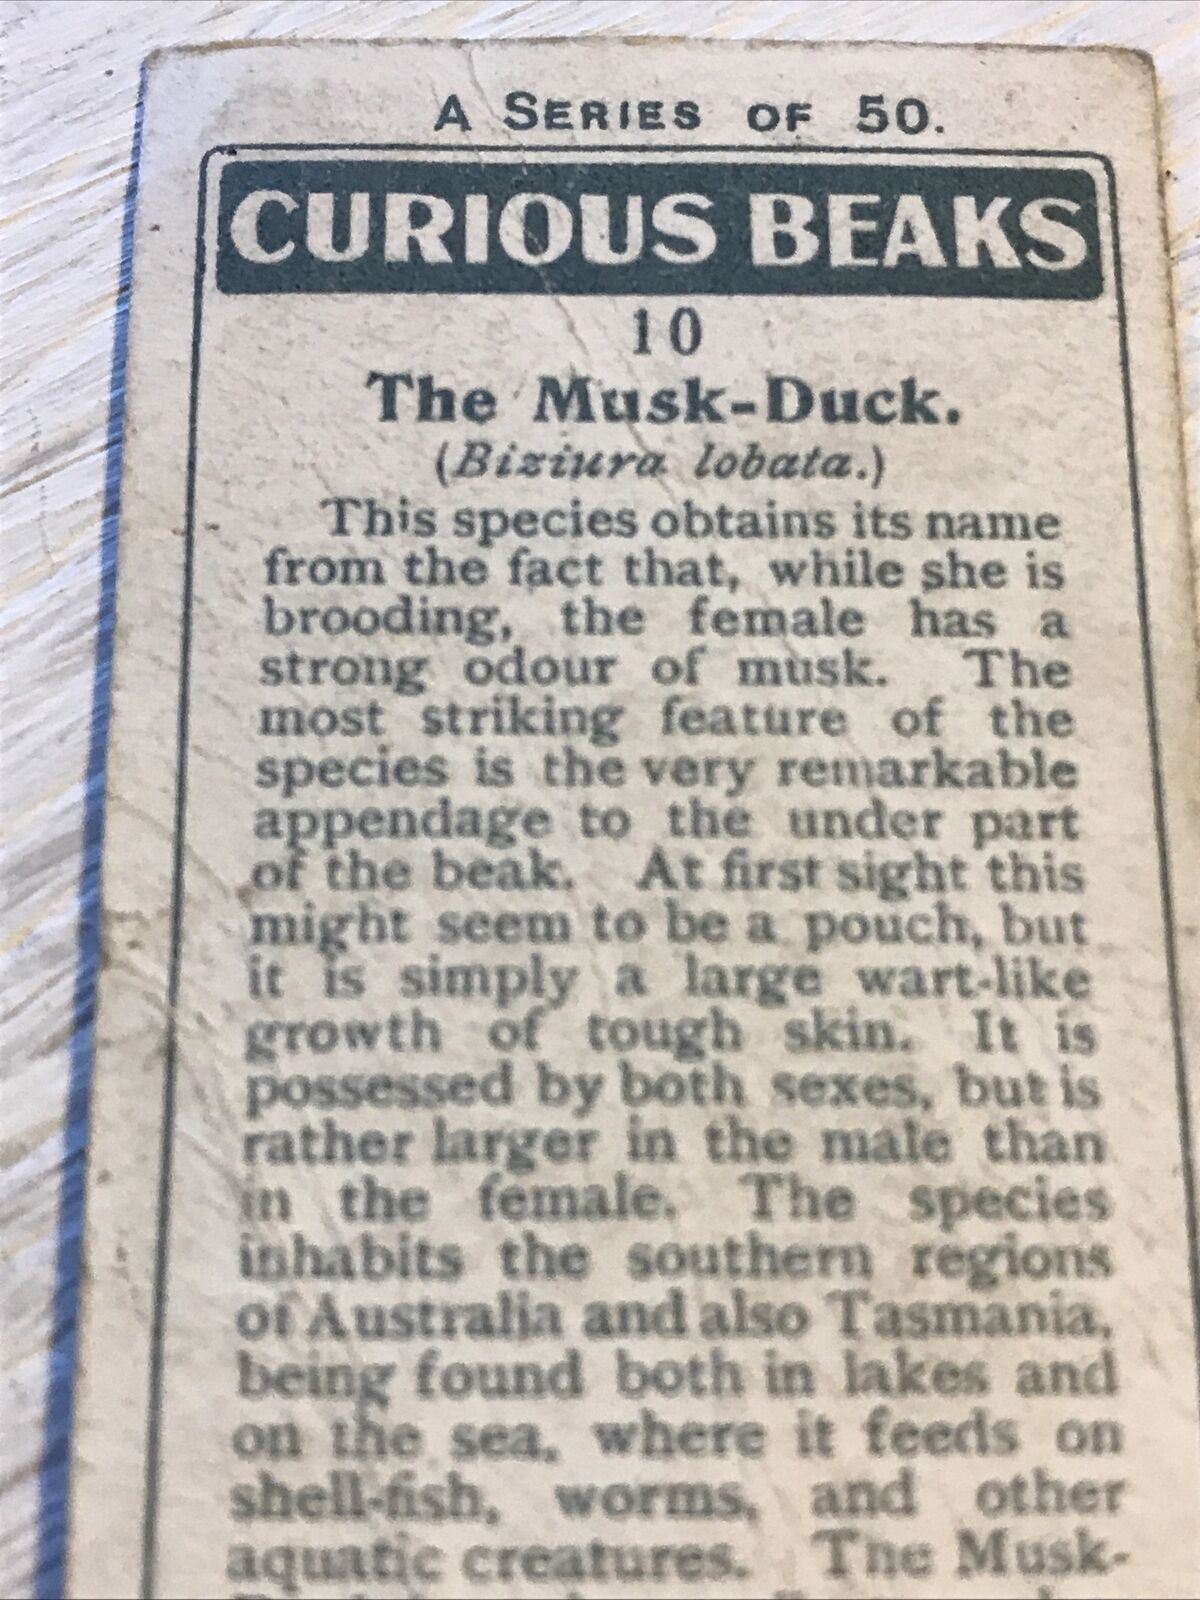 A SERIES OF 50.
CURIOUS BEAKS
10
The Musk-Duck.
(Biziura lobata.)
This species obtains its name
from the fact that, while she is
brooding, the female has a
strong odour of musk. The
most striking feature of the
species is the very remarkable
appendage to the under part
of the beak. At first sight this
might seem to be a pouch, but
it is simply a large wart-like
growth of tough skin. It is
possessed by both sexes, but is
rather larger in the male than
in the female. The species
inhabits the southern regions
of Australia and also Tasmania,
being found both in lakes and
on the sea, where it feeds on
shell-fish, worms, and other
aquatic creatures. The Musk-